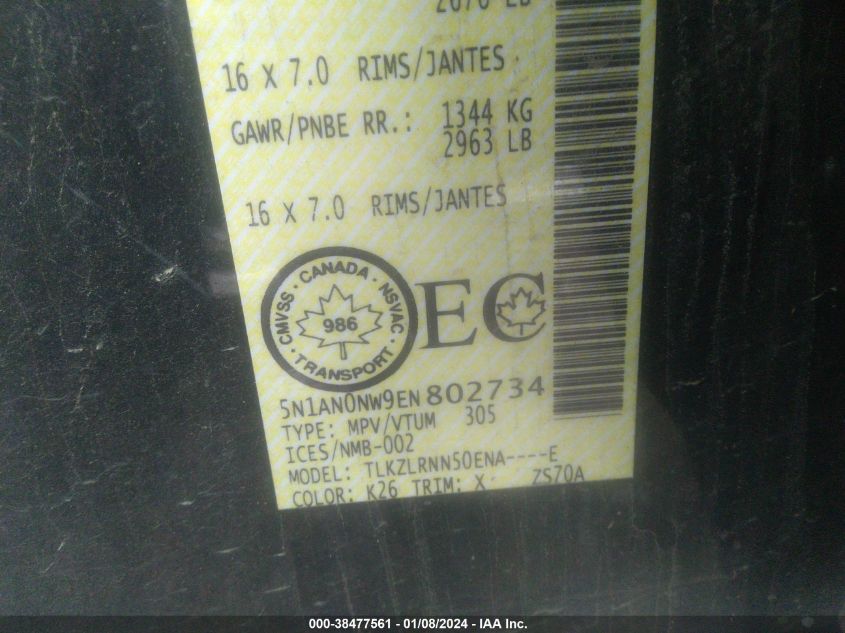 2670 LB
16 X 7.0 RIMS/JANTES
GAWR/PNBE RR.: 1344 KG
2963 LB
16 X 7.0 RIMS/JANTES
CANADA · NSVAC · TRANSPORT · CMVSS ·
986
EC
5N1AN0NW9EN802734
TYPE: MPV/VTUM 305
ICES/NMB-002
MODEL: TLKZLRNN50ENA----E
COLOR: K26 TRIM: X ZS70A
000-38477561 - 01/08/2024 - IAA Inc.